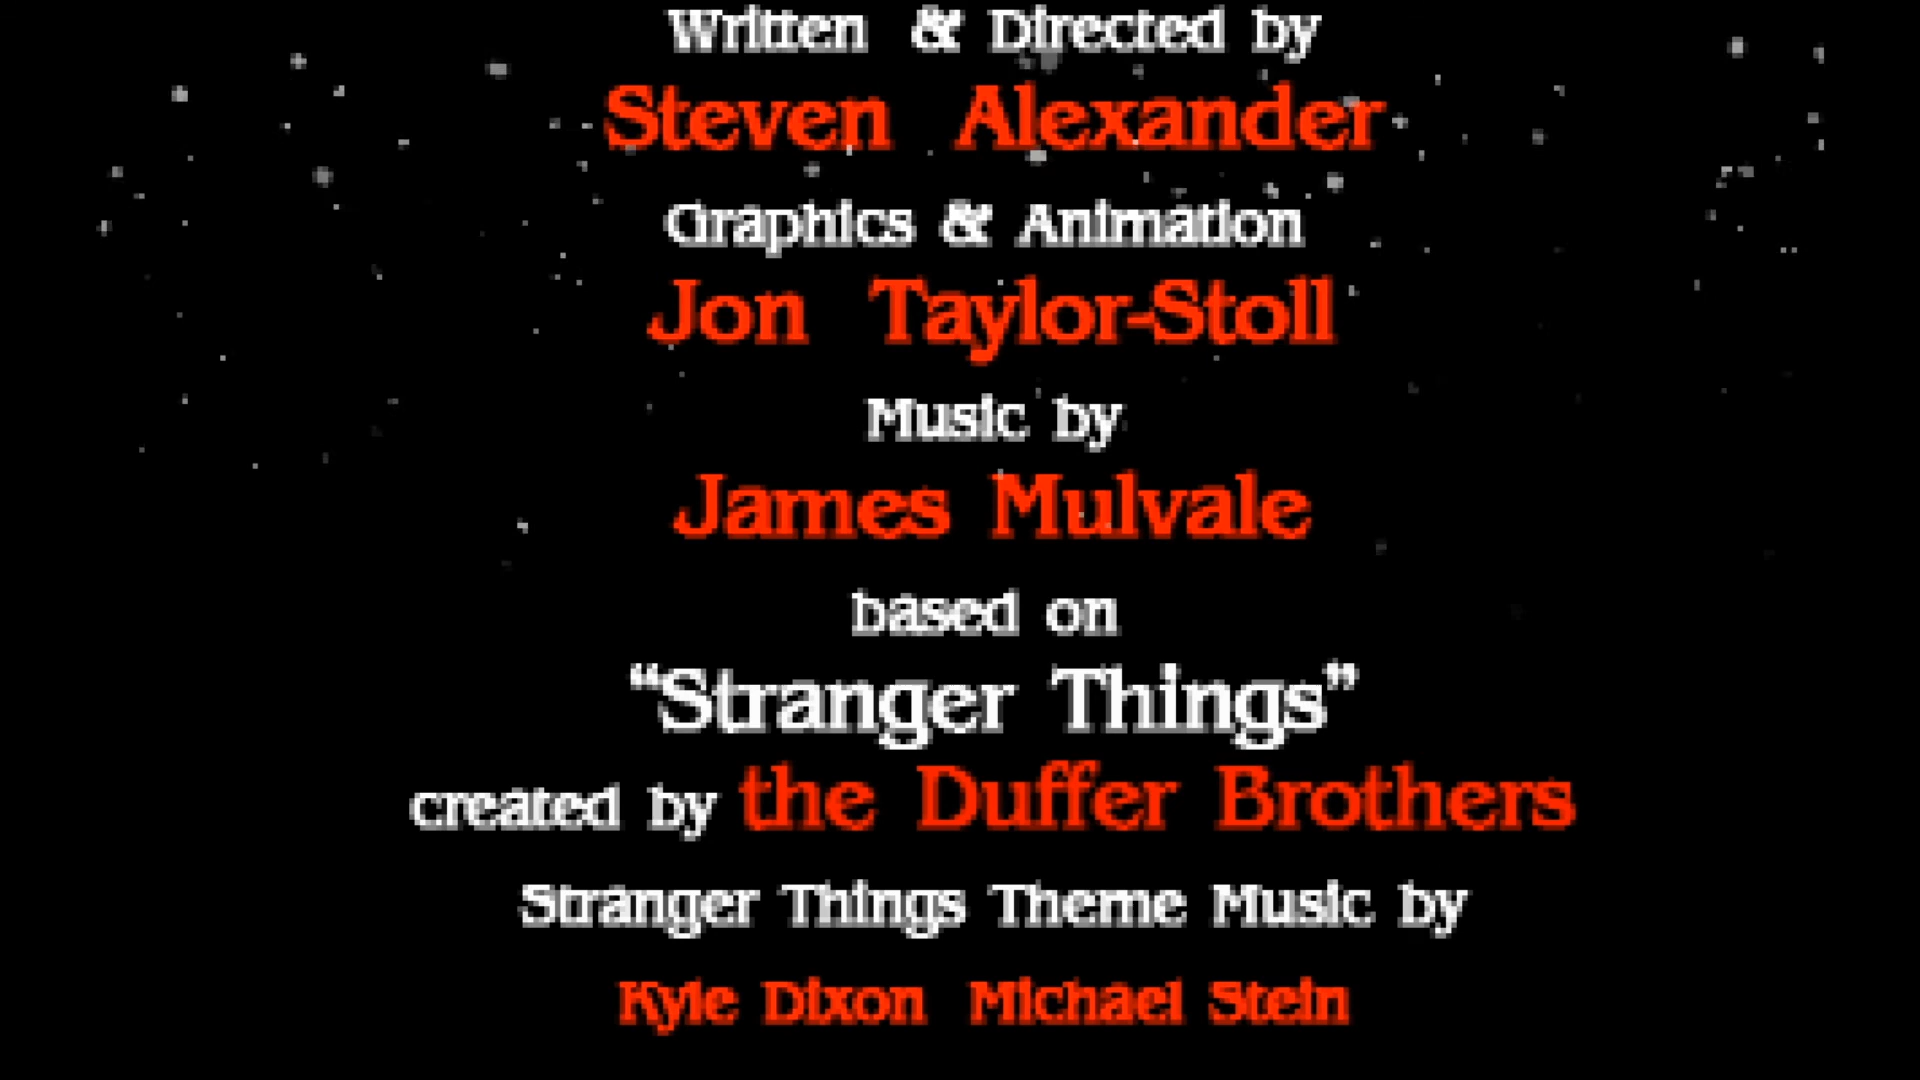 Written & Directed by
Steven Alexander
Graphics & Animation
Jon Taylor-Stoll
Music by
James Mulvale
based on
“Stranger Things”
created by the Duffer Brothers
Stranger Things Theme Music by
Kyle Dixon Michael Stein